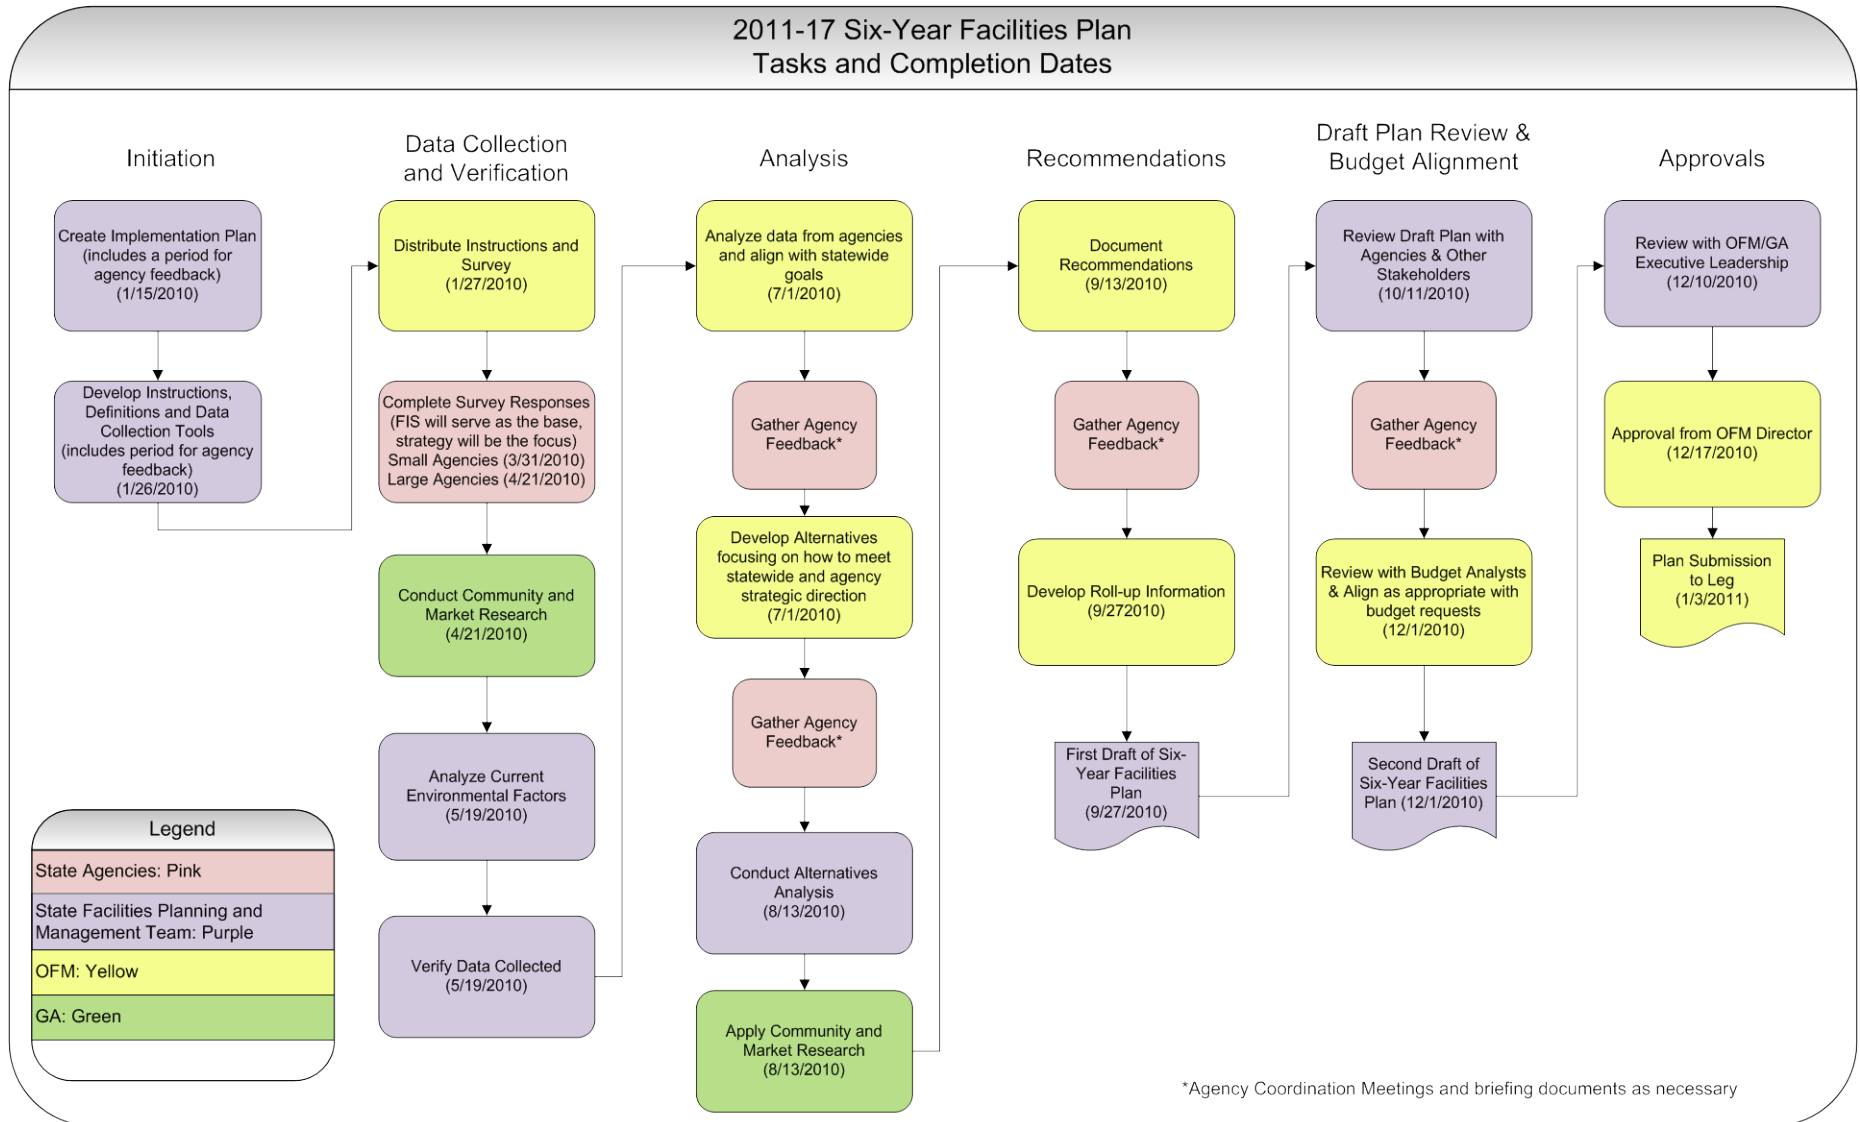 2011-17 Six-Year Facilities Plan
Tasks and Completion Dates
Initiation
Create Implementation Plan
(includes a period for
agency feedback)
(1/15/2010)
Develop Instructions,
Definitions and Data
Collection Tools
(includes period for agency
feedback)
(1/26/2010)
Data Collection
and Verification
Distribute Instructions and
Survey
(1/27/2010)
Complete Survey Responses
(FIS will serve as the base,
strategy will be the focus)
Small Agencies (3/31/2010)
Large Agencies (4/21/2010)
Conduct Community and
Market Research
(4/21/2010)
Analyze Current
Environmental Factors
(5/19/2010)
Verify Data Collected
(5/19/2010)
Analysis
Analyze data from agencies
and align with statewide
goals
(7/1/2010)
Gather Agency
Feedback*
Develop Alternatives
focusing on how to meet
statewide and agency
strategic direction
(7/1/2010)
Gather Agency
Feedback*
Conduct Alternatives
Analysis
(8/13/2010)
Apply Community and
Market Research
(8/13/2010)
Recommendations
Document
Recommendations
(9/13/2010)
Gather Agency
Feedback*
Develop Roll-up Information
(9/272010)
First Draft of Six-
Year Facilities
Plan
(9/27/2010)
Draft Plan Review &
Budget Alignment
Review Draft Plan with
Agencies & Other
Stakeholders
(10/11/2010)
Gather Agency
Feedback*
Review with Budget Analysts
& Align as appropriate with
budget requests
(12/1/2010)
Second Draft of
Six-Year Facilities
Plan (12/1/2010)
Approvals
Review with OFM/GA
Executive Leadership
(12/10/2010)
Approval from OFM Director
(12/17/2010)
Plan Submission
to Leg
(1/3/2011)
Legend
State Agencies: Pink
State Facilities Planning and
Management Team: Purple
OFM: Yellow
GA: Green
*Agency Coordination Meetings and briefing documents as necessary